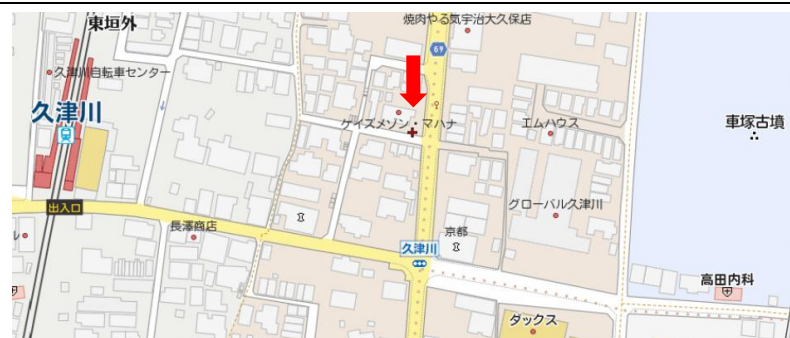 東垣外
焼肉やる気宇治大久保店
69
久津川自転車センター
久津川
ケイズメゾン・マハナ
エムハウス
車塚古墳
出入口
長澤商店
グローバル久津川
京都
久津川
高田内科
ダックス